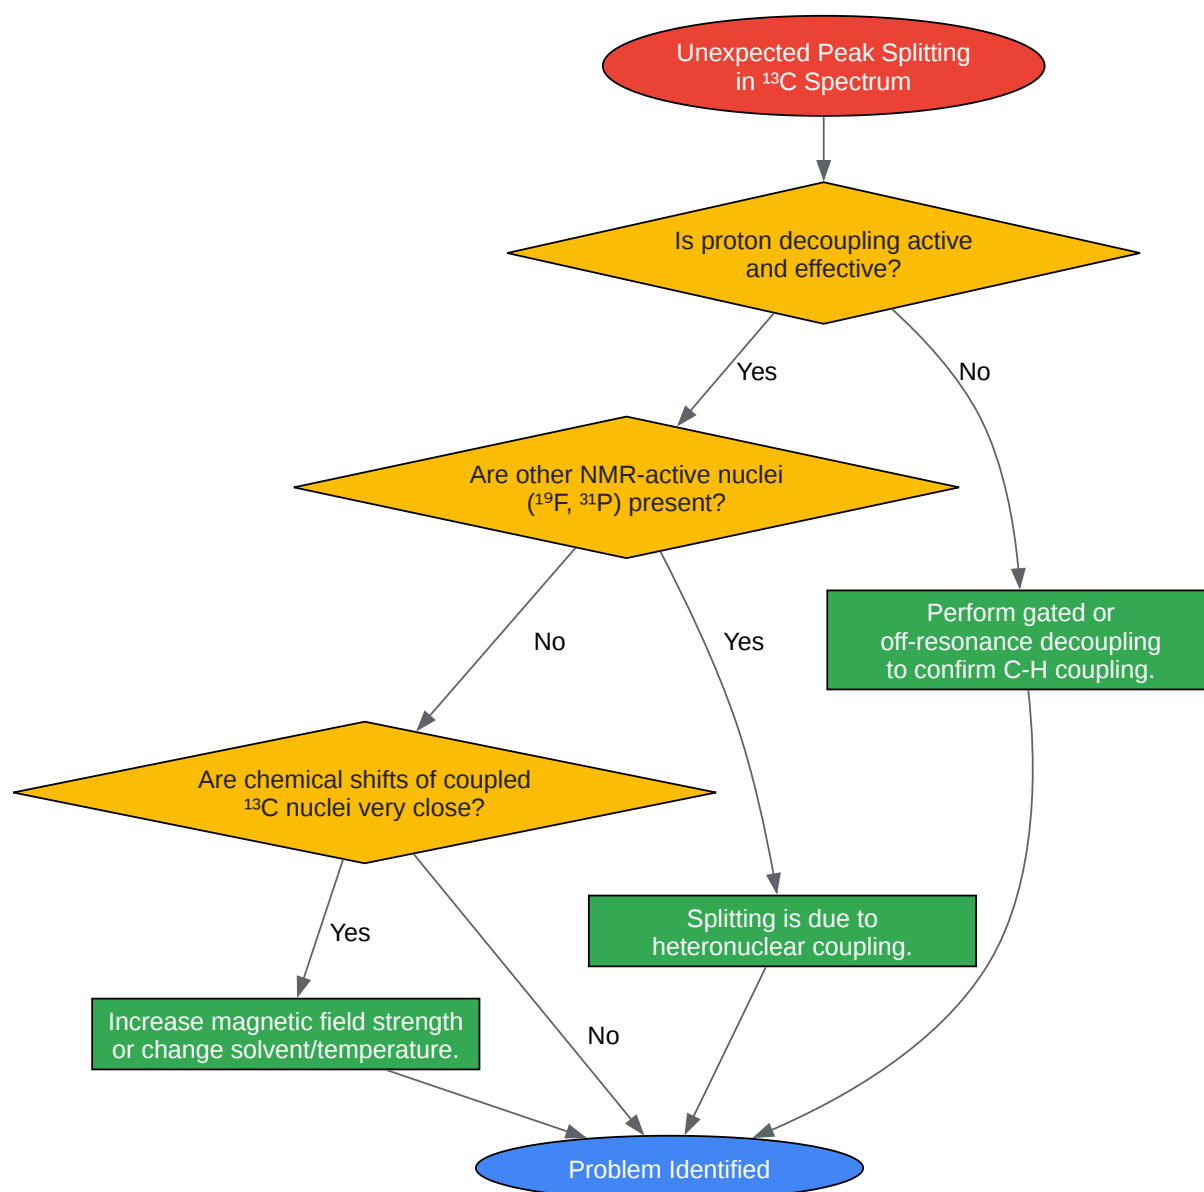 Unexpected Peak Splitting
in ¹³C Spectrum
Is proton decoupling active
and effective?
Yes
No
Are other NMR-active nuclei
(¹⁹F, ³¹P) present?
No
Yes
Perform gated or
off-resonance decoupling
to confirm C-H coupling.
Are chemical shifts of coupled
¹³C nuclei very close?
Yes
No
Splitting is due to
heteronuclear coupling.
Increase magnetic field strength
or change solvent/temperature.
Problem Identified